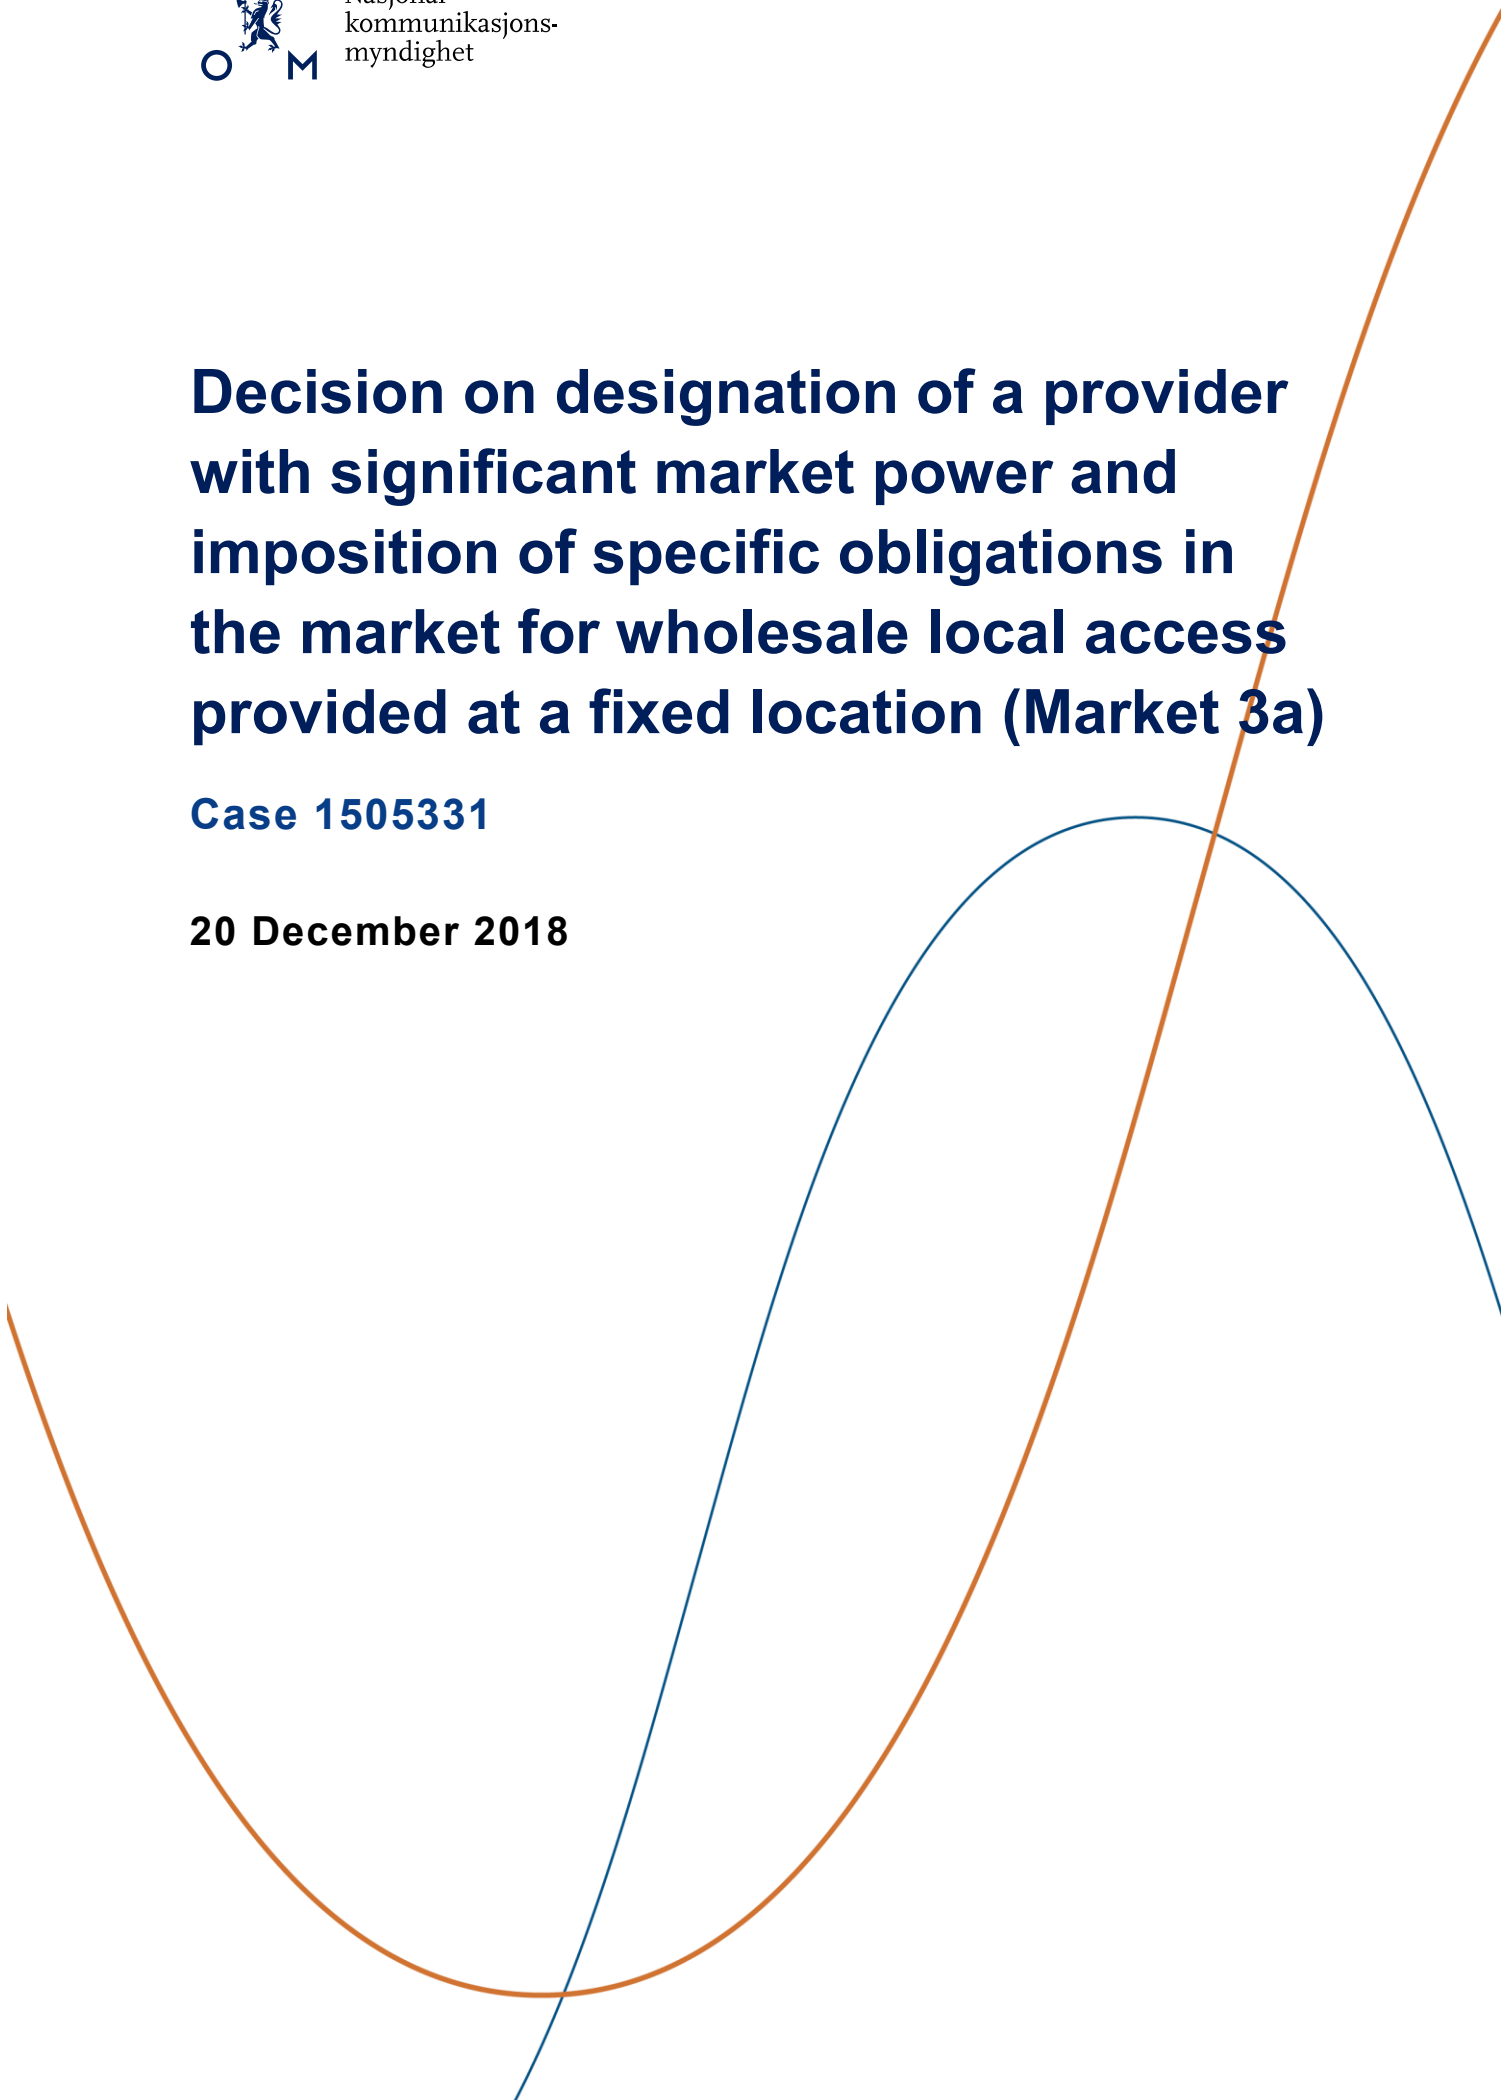 Nasjonal
kommunikasjons-
myndighet
O M
Decision on designation of a provider
with significant market power and
imposition of specific obligations in
the market for wholesale local access
provided at a fixed location (Market 3a)
Case 1505331
20 December 2018